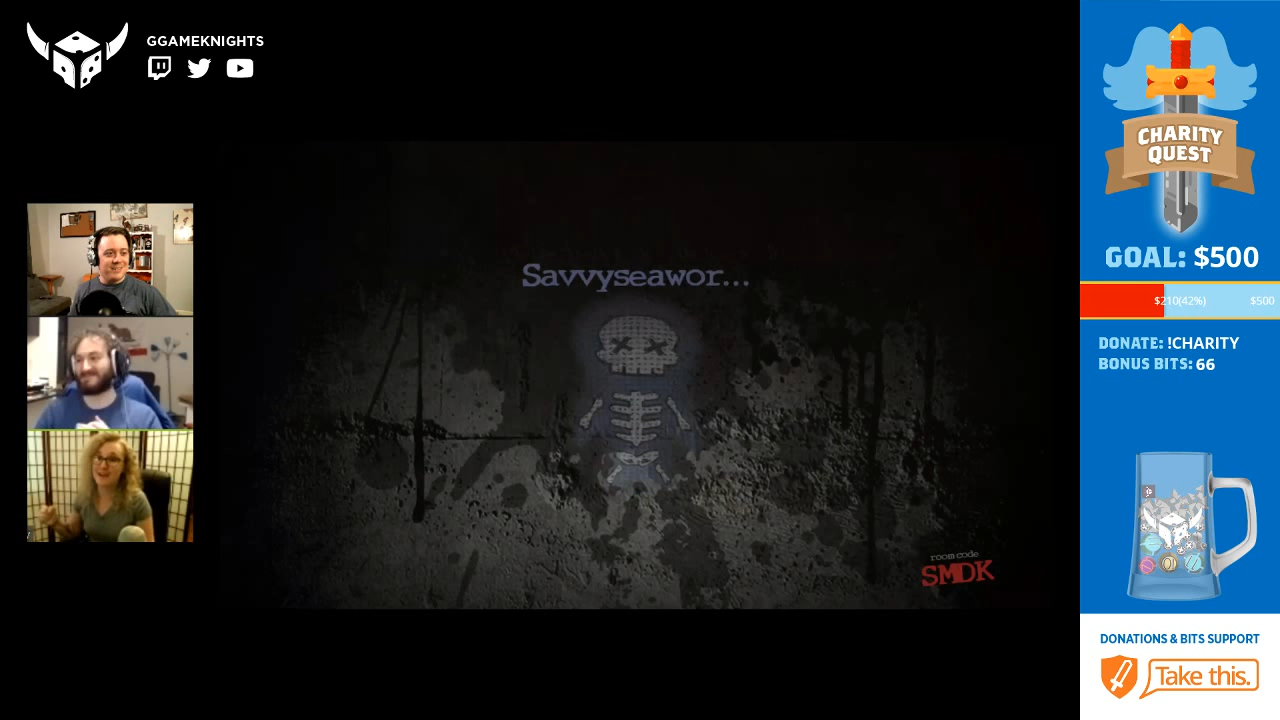 GGAMEKNIGHTS
Savvyseawor...
room code
SMDK
CHARITY
QUEST
GOAL: $500
$210(42%)
$500
DONATE: !CHARITY
BONUS BITS: 66
DONATIONS & BITS SUPPORT
Take this.